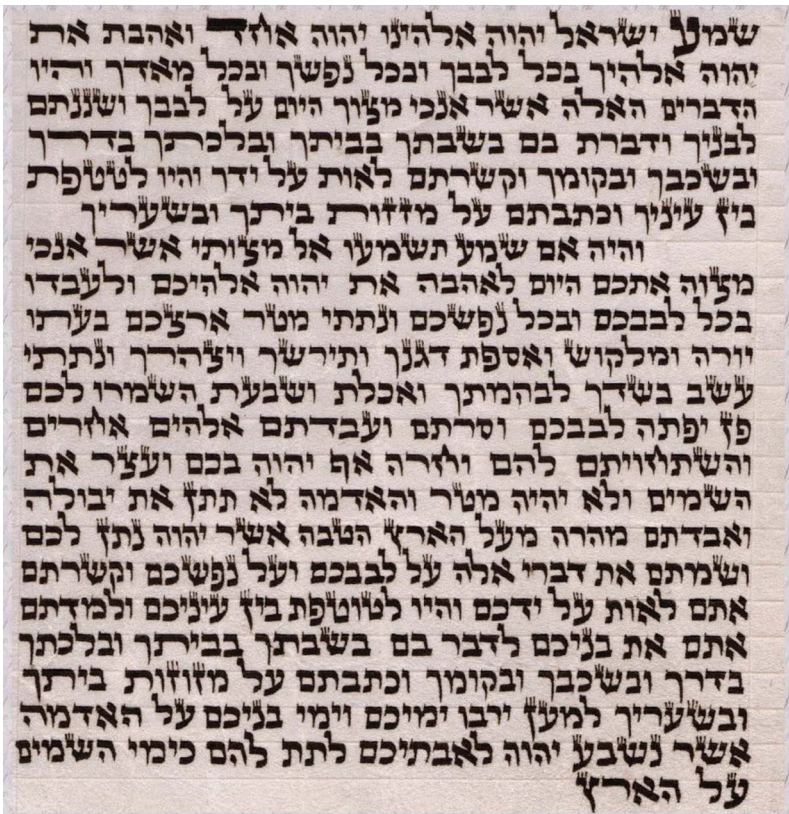 שמע ישראל יהוה אלהינו יהוה אחד ואהבת את
יהוה אלהיך בכל לבבך ובכל נפשך ובכל מאדך והיו
הדברים האלה אשר אנכי מצוך היום על לבבך ושננתם
לבניך ודברת בם בשבתך בביתך ובלכתך בדרך
ובשכבך ובקומך וקשרתם לאות על ידך והיו לטטפת
בין עיניך וכתבתם על מזזות ביתך ובשעריך
והיה אם שמע תשמעו אל מצותי אשר אנכי
מצוה אתכם היום לאהבה את יהוה אלהיכם ולעבדו
בכל לבבכם ובכל נפשכם ונתתי מטר ארצכם בעתו
יורה ומלקוש ואספת דגנך ותירשך ויצהרך ונתתי
עשב בשדך לבהמתך ואכלת ושבעת השמרו לכם
פן יפתה לבבכם וסרתם ועבדתם אלהים אחרים
והשתחויתם להם וחרה אף יהוה בכם ועצר את
השמים ולא יהיה מטר והאדמה לא תתן את יבולה
ואבדתם מהרה מעל הארץ הטבה אשר יהוה נתן לכם
ושמתם את דברי אלה על לבבכם ועל נפשכם וקשרתם
אתם לאות על ידכם והיו לטוטפת בין עיניכם ולמדתם
אתם את בניכם לדבר בם בשבתך בביתך ובלכתך
בדרך ובשכבך ובקומך וכתבתם על מזוזות ביתך
ובשעריך למען ירבו ימיכם וימי בניכם על האדמה
אשר נשבע יהוה לאבתיכם לתת להם כימי השמים
על הארץ